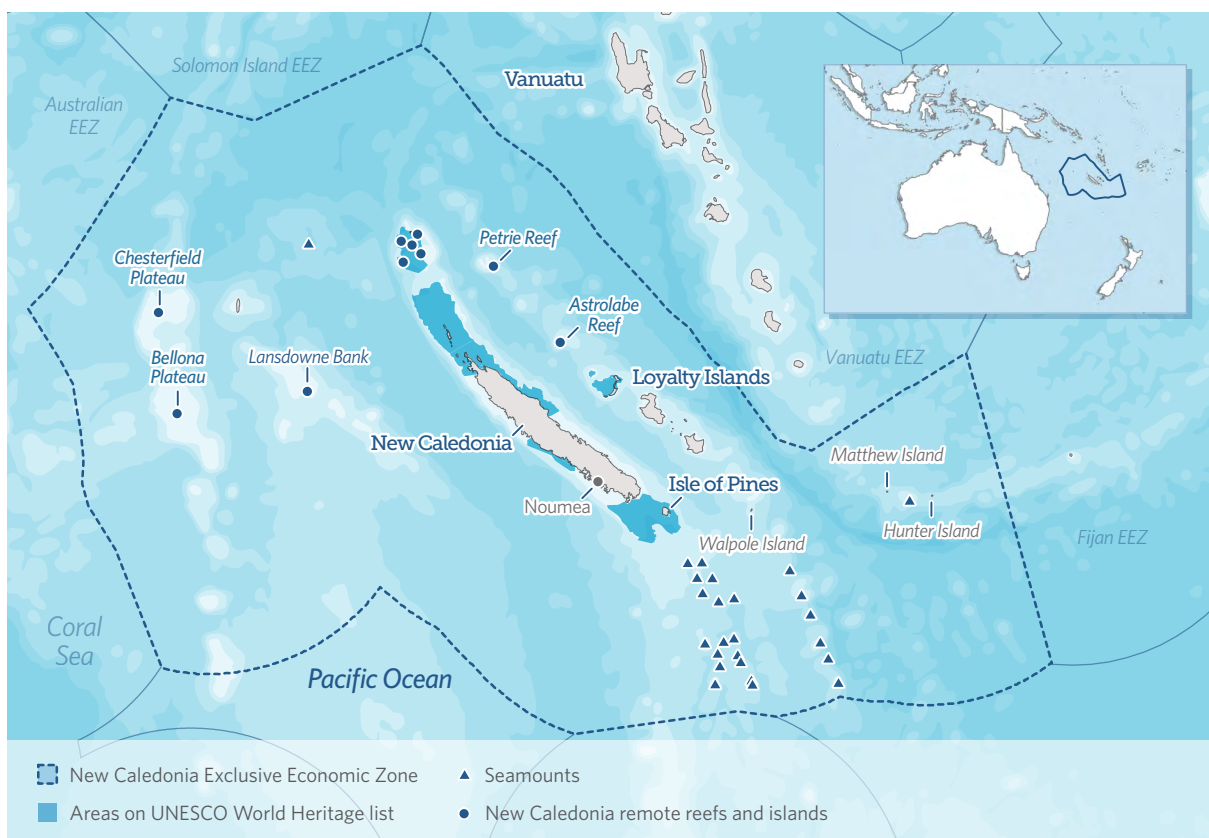 Solomon Island EEZ
Vanuatu
Australian
EEZ
Petrie Reef
Chesterfield
Plateau
Astrolabe
Reef
Bellona
Plateau
Lansdowne Bank
Vanuatu EEZ
Loyalty Islands
New Caledonia
Matthew Island
Isle of Pines
Noumea
Hunter Island
Walpole Island
Fijan EEZ
Coral
Sea
Pacific Ocean
New Caledonia Exclusive Economic Zone
Seamounts
Areas on UNESCO World Heritage list
New Caledonia remote reefs and islands